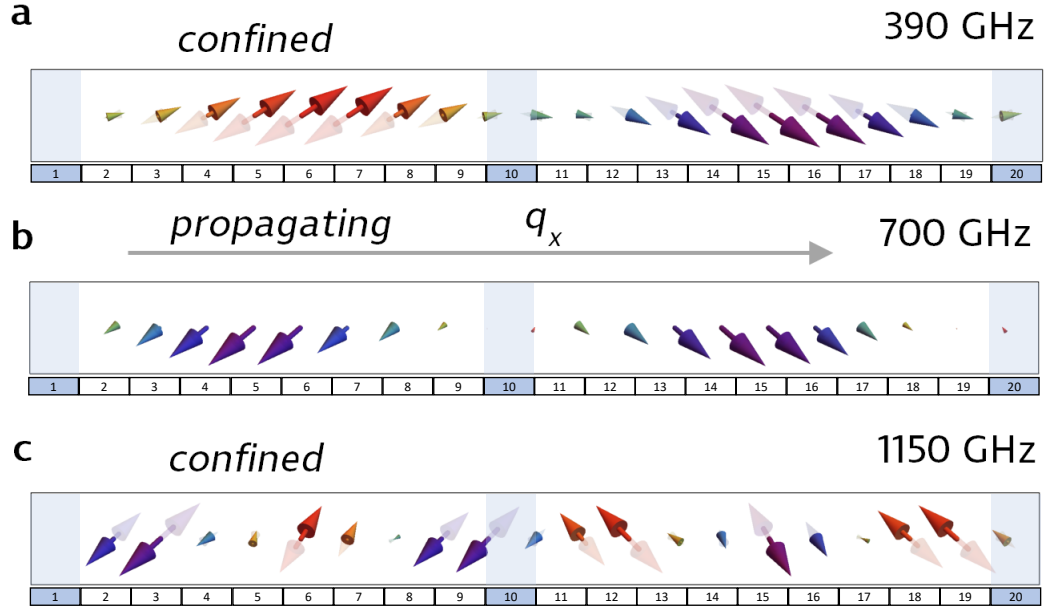 a
confined
390 GHz
1 2 3 4 5 6 7 8 9 10 11 12 13 14 15 16 17 18 19 20
b
propagating
qx
700 GHz
1 2 3 4 5 6 7 8 9 10 11 12 13 14 15 16 17 18 19 20
c
confined
1150 GHz
1 2 3 4 5 6 7 8 9 10 11 12 13 14 15 16 17 18 19 20